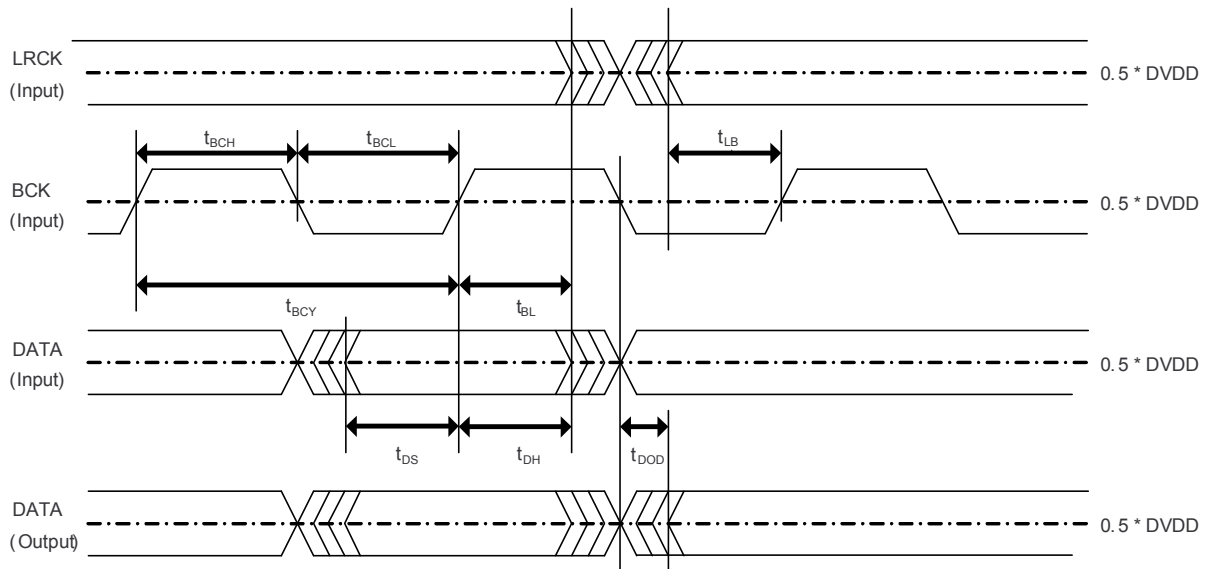 LRCK
(Input)
0.5 * DVDD
tBCH
tBCL
tLB
BCK
(Input)
0.5 * DVDD
tBCY
tBL
DATA
(Input)
0.5 * DVDD
tDS
tDH
tDOD
DATA
(Output)
0.5 * DVDD